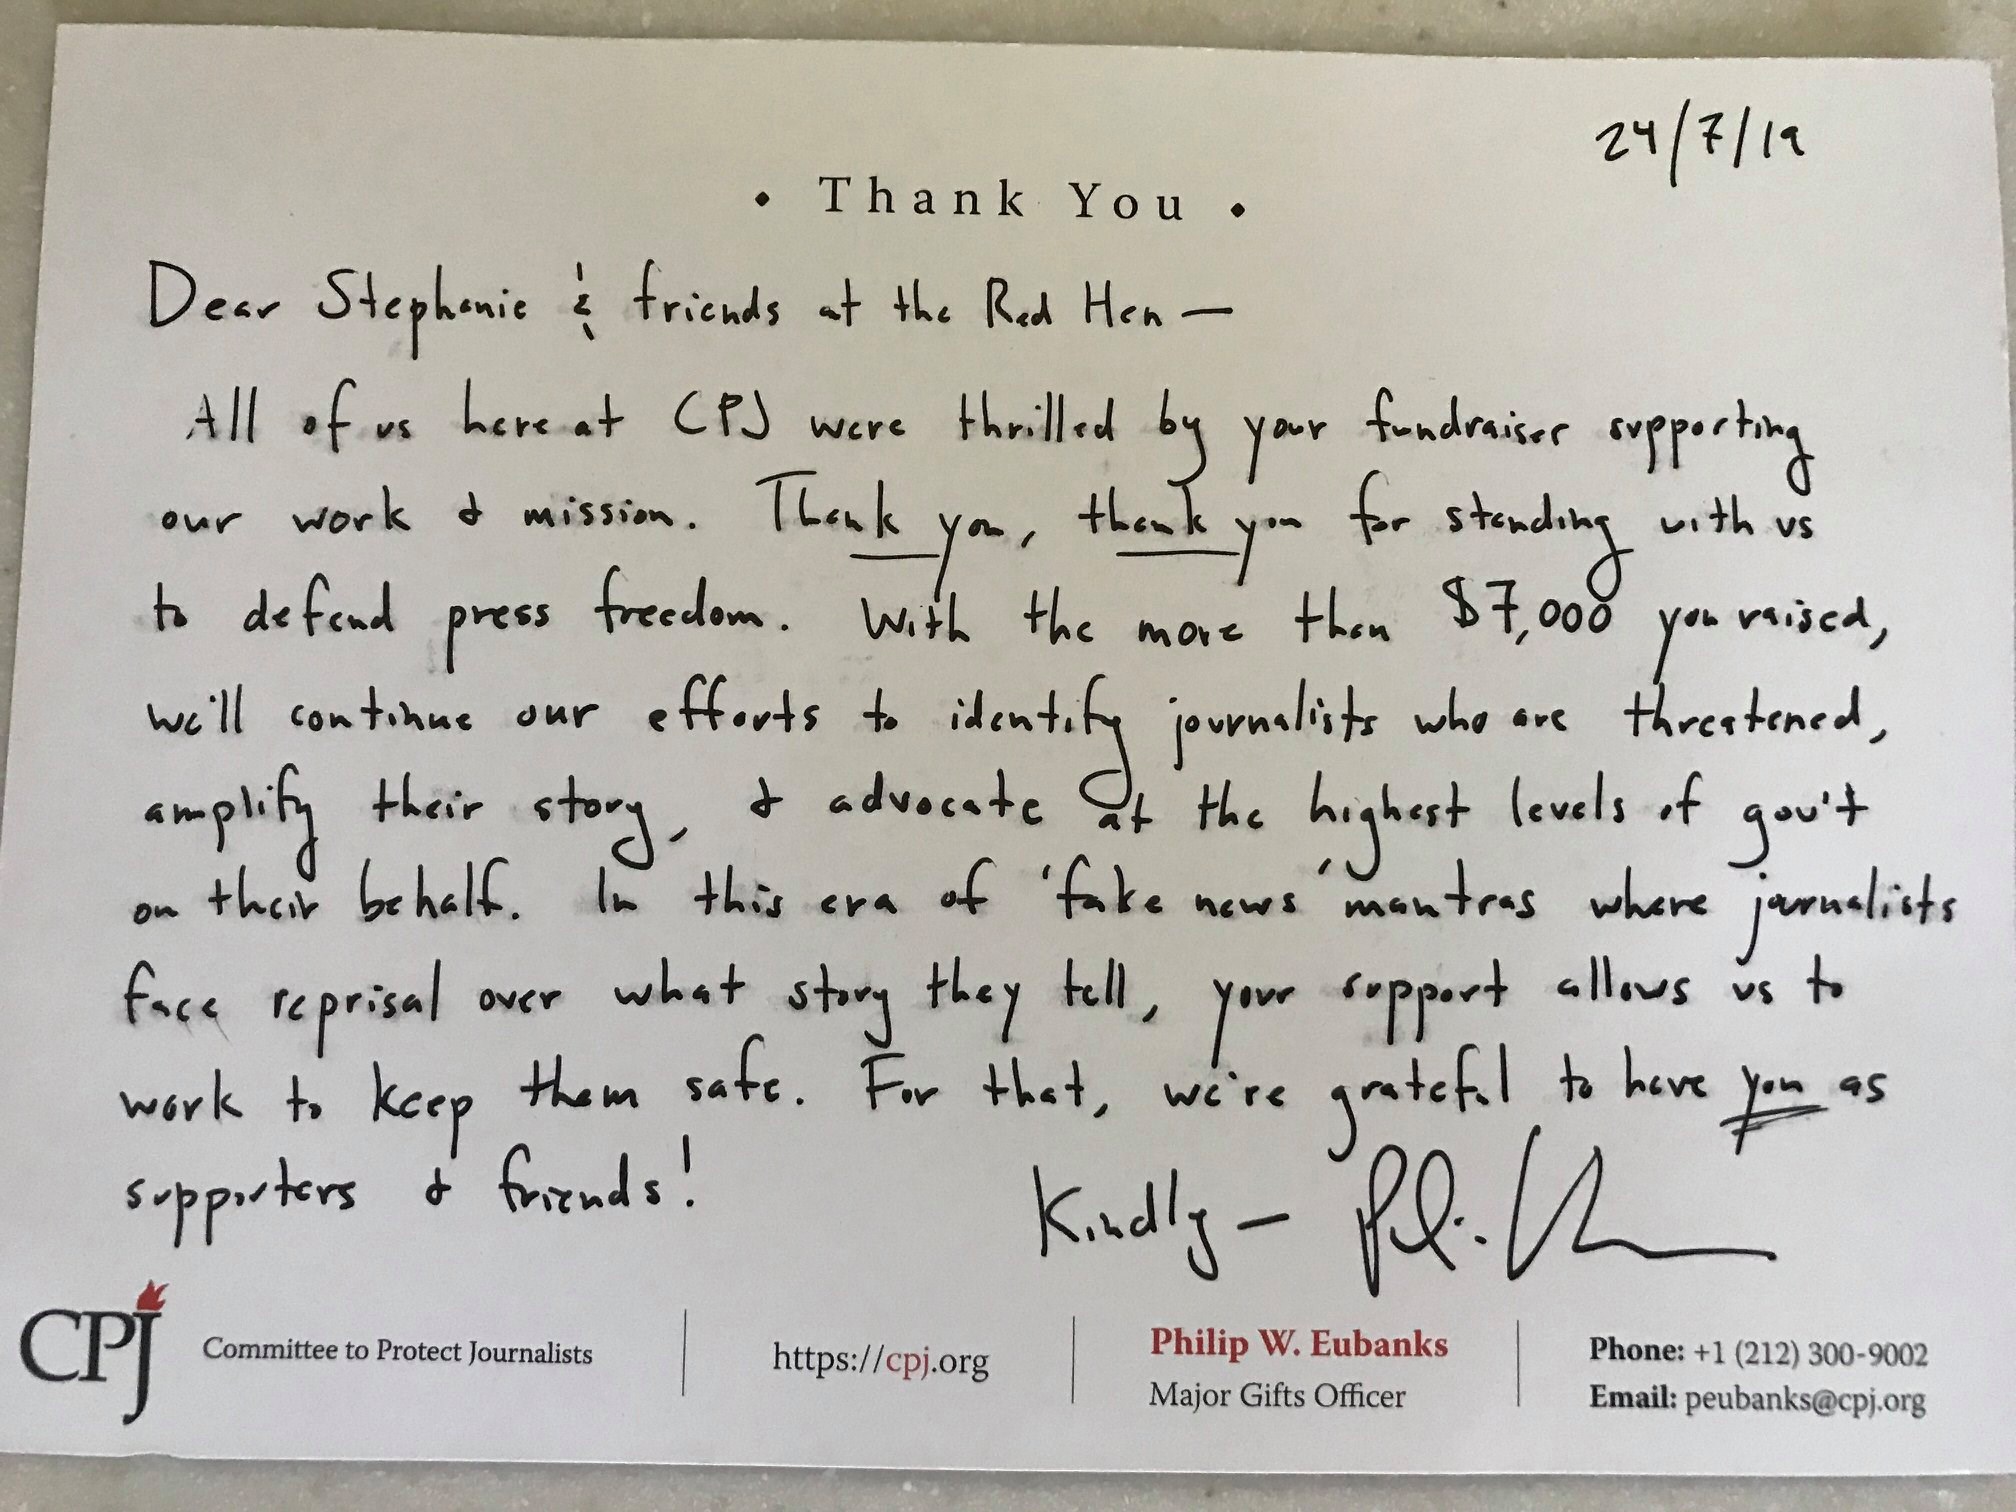 24/7/19
• Thank You •
Dear Stephanie & friends at the Red Hen —
All of us here at CPJ were thrilled by your fundraiser supporting
our work & mission. Thank you, thank you for standing with us
to defend press freedom. With the more than $7,000 you raised,
we'll continue our efforts to identify journalists who are threatened,
amplify their story, & advocate at the highest levels of gov't
on their behalf. In this era of 'fake news' mantras where journalists
face reprisal over what story they tell, your support allows us to
work to keep them safe. For that, we're grateful to have you as
supporters & friends!
Kindly —
CPJ
Committee to Protect Journalists
https://cpj.org
Philip W. Eubanks
Major Gifts Officer
Phone: +1 (212) 300-9002
Email: peubanks@cpj.org